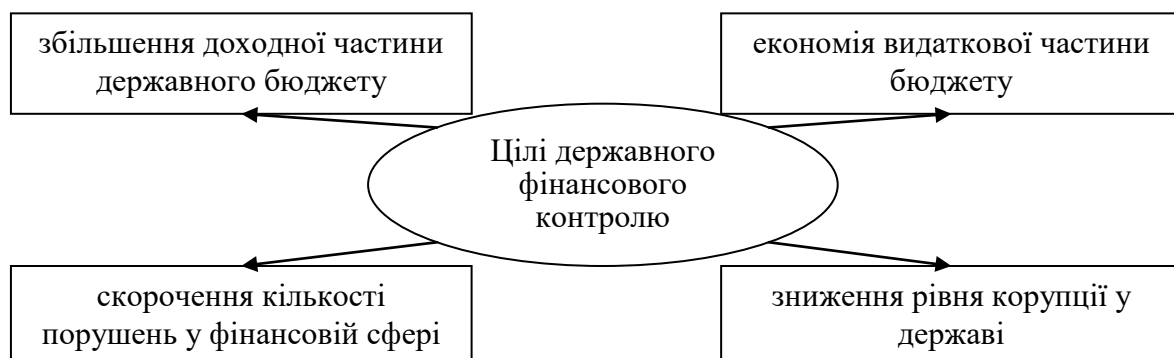 збільшення доходної частини
державного бюджету
економія видаткової частини
бюджету
Цілі державного
фінансового
контролю
скорочення кількості
порушень у фінансовій сфері
зниження рівня корупції у
державі